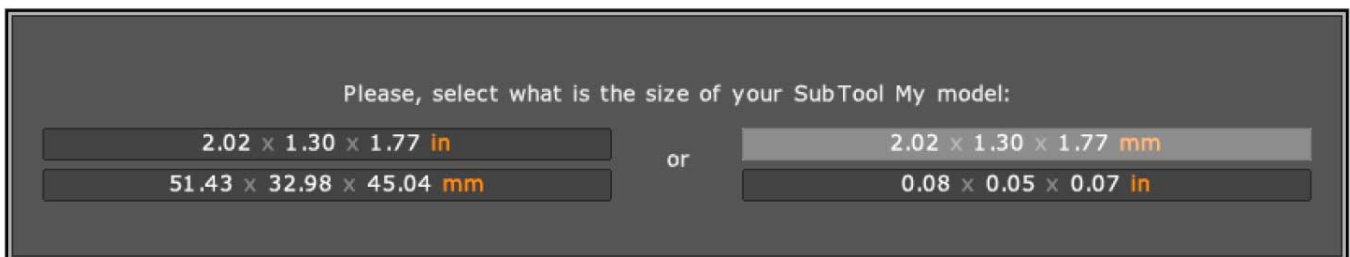 Please, select what is the size of your SubTool My model:
2.02 x 1.30 x 1.77 in
or
2.02 x 1.30 x 1.77 mm
51.43 x 32.98 x 45.04 mm
0.08 x 0.05 x 0.07 in